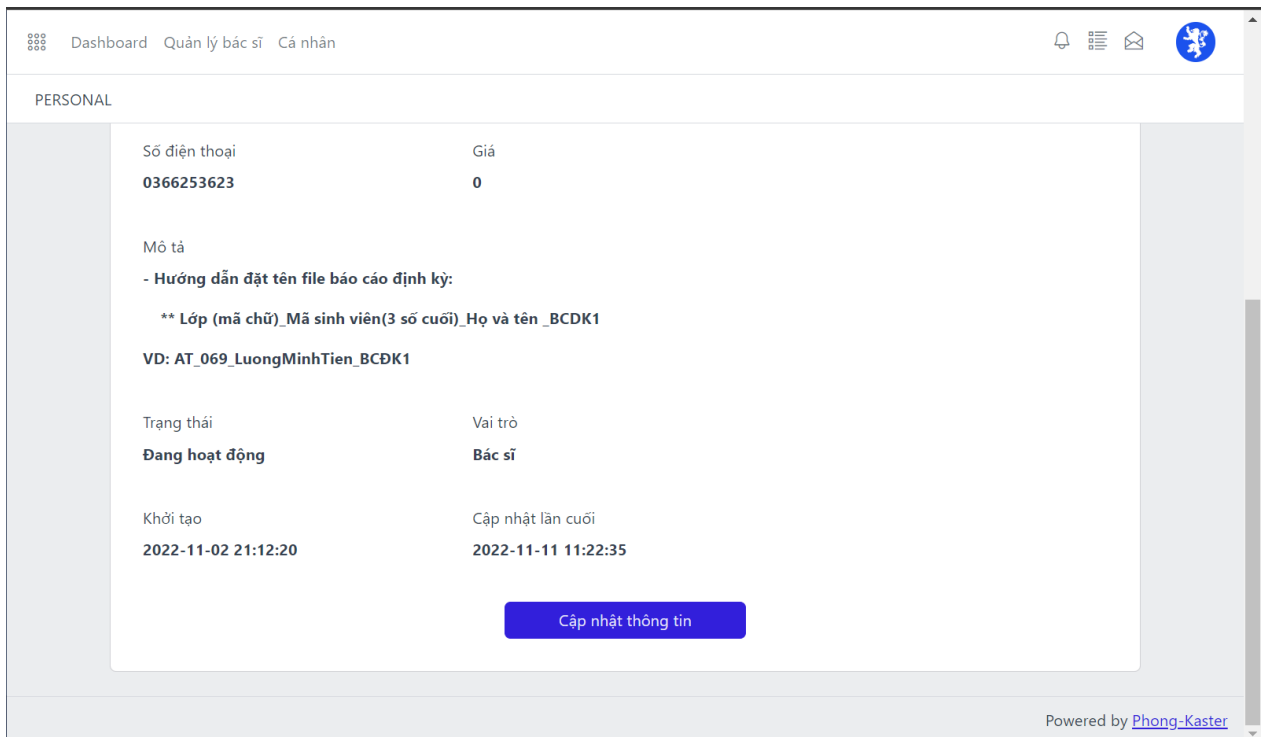 Dashboard Quản lý bác sĩ Cá nhân
PERSONAL
Số điện thoại Giá
0366253623 0
Mô tả
- Hướng dẫn đặt tên file báo cáo định kỳ:
** Lớp (mã chữ)_Mã sinh viên(3 số cuối)_Họ và tên _BCDK1
VD: AT_069_LuongMinhTien_BCĐK1
Trạng thái Vai trò
Đang hoạt động Bác sĩ
Khởi tạo Cập nhật lần cuối
2022-11-02 21:12:20 2022-11-11 11:22:35
Cập nhật thông tin
Powered by Phong-Kaster